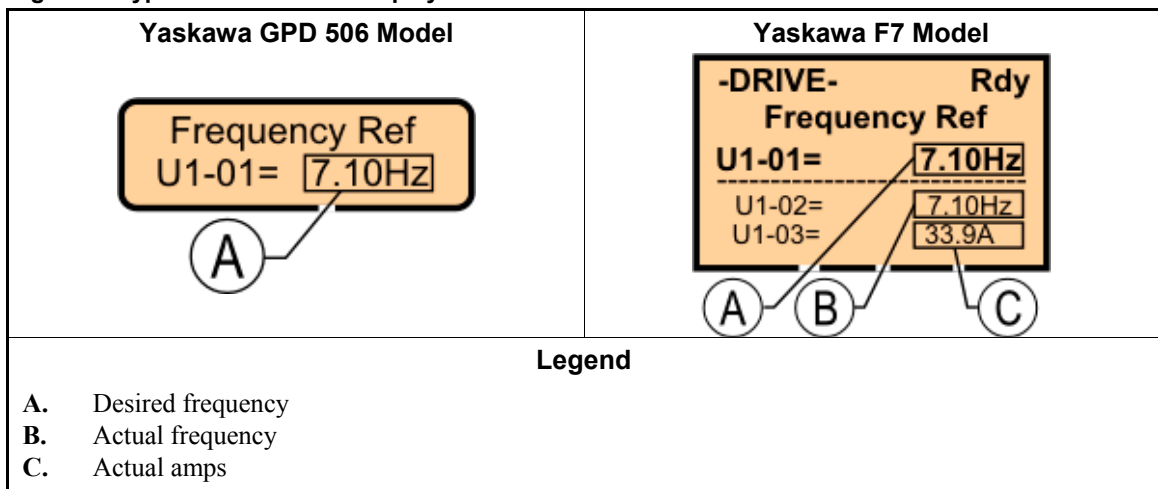 Yaskawa GPD 506 Model
Frequency Ref
U1-01= 7.10Hz
A
Yaskawa F7 Model
-DRIVE- Rdy
Frequency Ref
U1-01= 7.10Hz
U1-02= 7.10Hz
U1-03= 33.9A
A B C
Legend
A. Desired frequency
B. Actual frequency
C. Actual amps